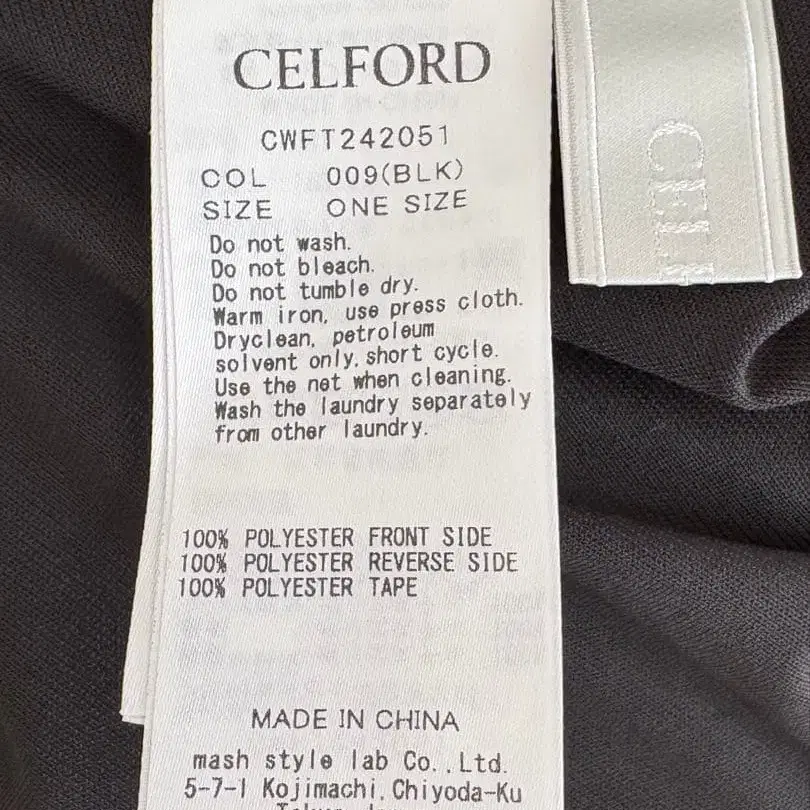 CELFORD
CWFT242051
COL 009(BLK)
SIZE ONE SIZE
Do not wash.
Do not bleach.
Do not tumble dry.
Warm iron, use press cloth.
Dryclean, petroleum
solvent only, short cycle.
Use the net when cleaning.
Wash the laundry separately
from other laundry.
100% POLYESTER FRONT SIDE
100% POLYESTER REVERSE SIDE
100% POLYESTER TAPE
MADE IN CHINA
mash style lab Co.,Ltd.
5-7-1 Kojimachi, Chiyoda-Ku
CELF